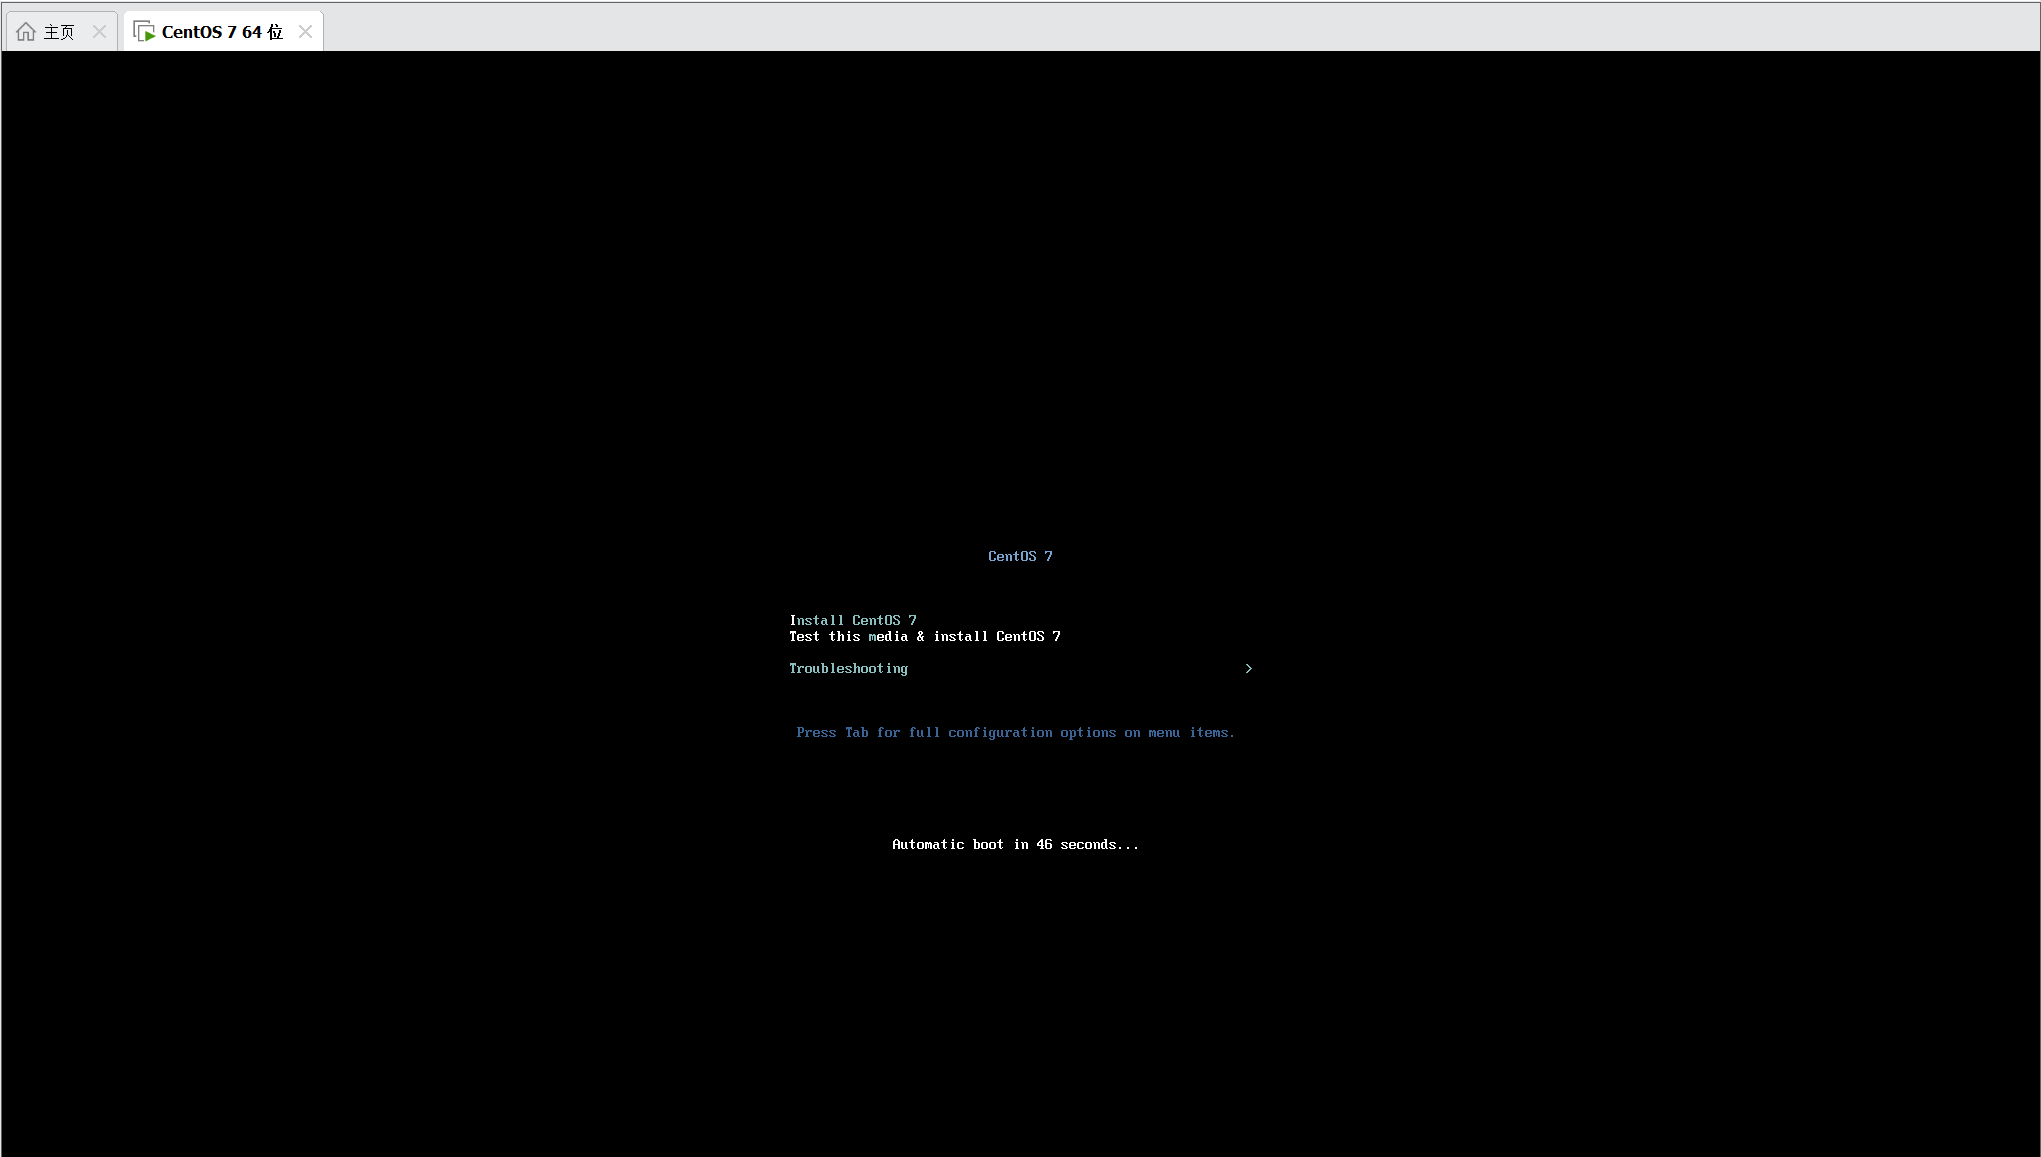 主页
CentOS 7 64 位
CentOS 7
Install CentOS 7
Test this media & install CentOS 7
Troubleshooting >
Press Tab for full configuration options on menu items.
Automatic boot in 46 seconds...